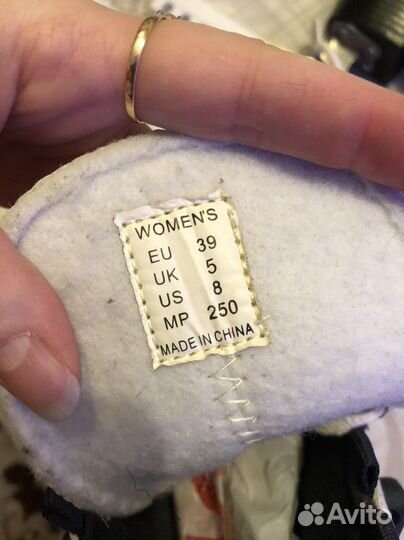 WOMEN'S
EU 39
UK 5
US 8
MP 250
MADE IN CHINA
Avito